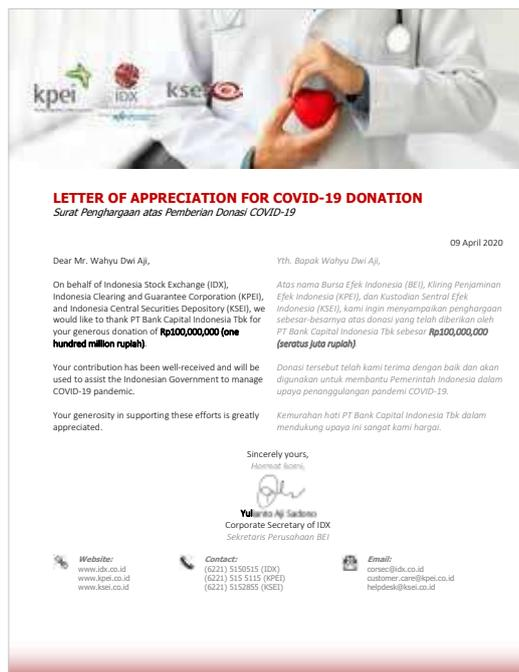 kpei
IDX
ksei
LETTER OF APPRECIATION FOR COVID-19 DONATION
Surat Penghargaan atas Pemberian Donasi COVID-19
09 April 2020
Dear Mr. Wahyu Dwi Aji,
On behalf of Indonesia Stock Exchange (IDX),
Indonesia Clearing and Guarantee Corporation (KPEI),
and Indonesia Central Securities Depository (KSEI), we
would like to thank PT Bank Capital Indonesia Tbk for
your generous donation of Rp100,000,000 (one
hundred million rupiah).
Your contribution has been well-received and will be
used to assist the Indonesian Government to manage
COVID-19 pandemic.
Your generosity in supporting these efforts is greatly
appreciated.
Yth. Bapak Wahyu Dwi Aji,
Atas nama Bursa Efek Indonesia (BEI), Kliring Penjaminan
Efek Indonesia (KPEI), dan Kustodian Sentral Efek
Indonesia (KSEI), kami ingin menyampaikan penghargaan
sebesar-besarnya atas donasi yang telah diberikan oleh
PT Bank Capital Indonesia Tbk sebesar Rp100,000,000
(seratus juta rupiah).
Donasi tersebut telah kami terima dengan baik dan akan
digunakan untuk membantu Pemerintah Indonesia dalam
upaya penanggulangan pandemi COVID-19.
Kemurahan hati PT Bank Capital Indonesia Tbk dalam
mendukung upaya ini sangat kami hargai.
Sincerely yours,
Hormat kami,
Yulianto Aji Sadono
Corporate Secretary of IDX
Sekretaris Perusahaan BEI
Website:
www.idx.co.id
www.kpei.co.id
www.ksei.co.id
Contact:
(6221) 5150515 (IDX)
(6221) 515 5115 (KPEI)
(6221) 5152855 (KSEI)
Email:
corsec@idx.co.id
customer.care@kpei.co.id
helpdesk@ksei.co.id